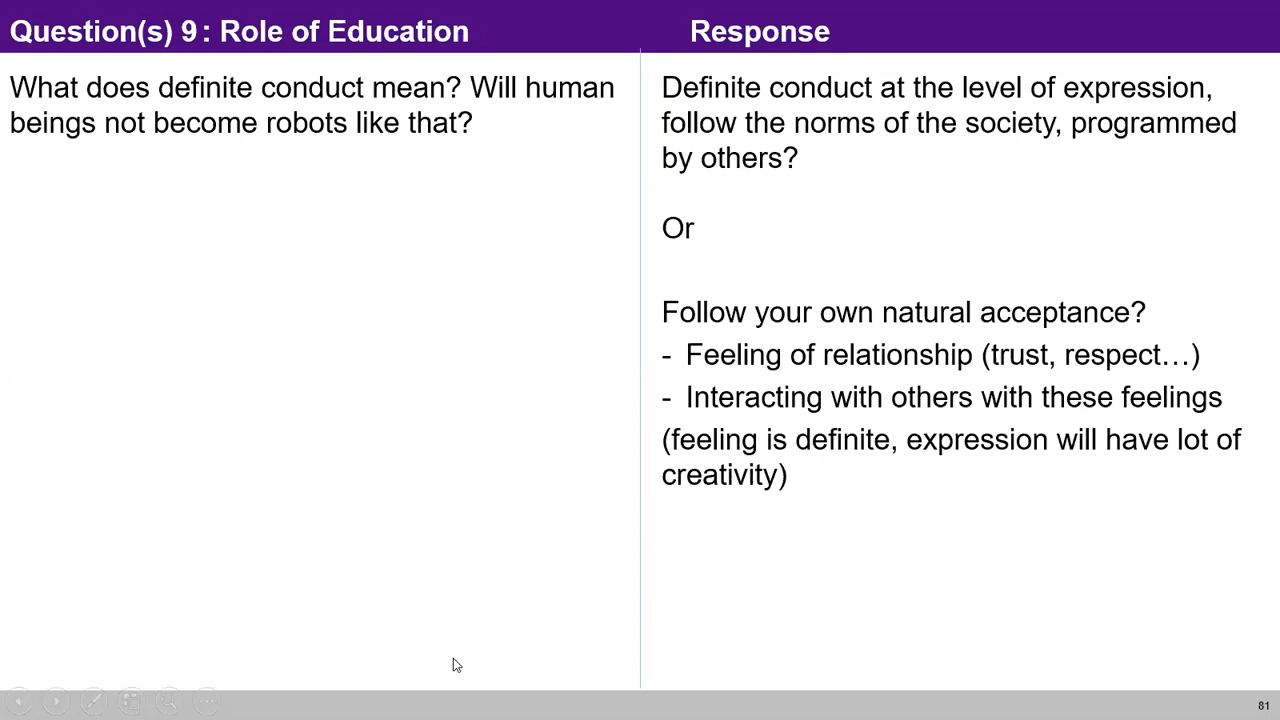 Question(s) 9: Role of Education
Response
What does definite conduct mean? Will human
beings not become robots like that?
Definite conduct at the level of expression,
follow the norms of the society, programmed
by others?
Or
Follow your own natural acceptance?
- Feeling of relationship (trust, respect…)
- Interacting with others with these feelings
(feeling is definite, expression will have lot of
creativity)
81